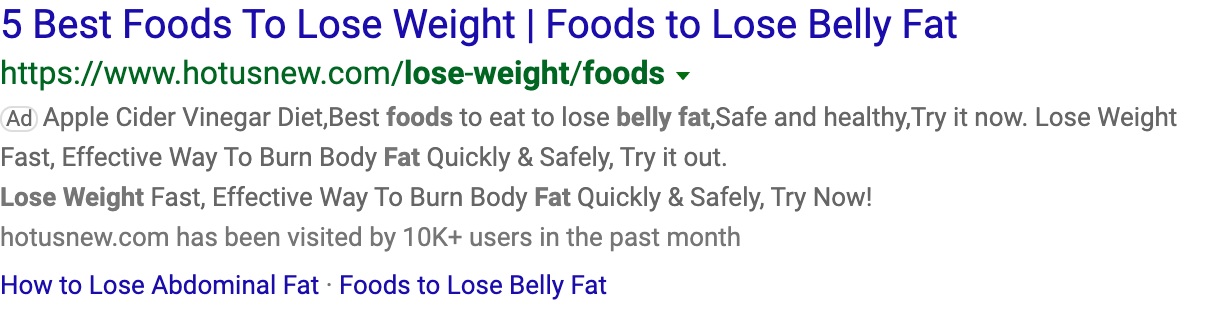 5 Best Foods To Lose Weight | Foods to Lose Belly Fat
https://www.hotusnew.com/lose-weight/foods
Ad Apple Cider Vinegar Diet,Best foods to eat to lose belly fat,Safe and healthy,Try it now. Lose Weight
Fast, Effective Way To Burn Body Fat Quickly & Safely, Try it out.
Lose Weight Fast, Effective Way To Burn Body Fat Quickly & Safely, Try Now!
hotusnew.com has been visited by 10K+ users in the past month
How to Lose Abdominal Fat · Foods to Lose Belly Fat